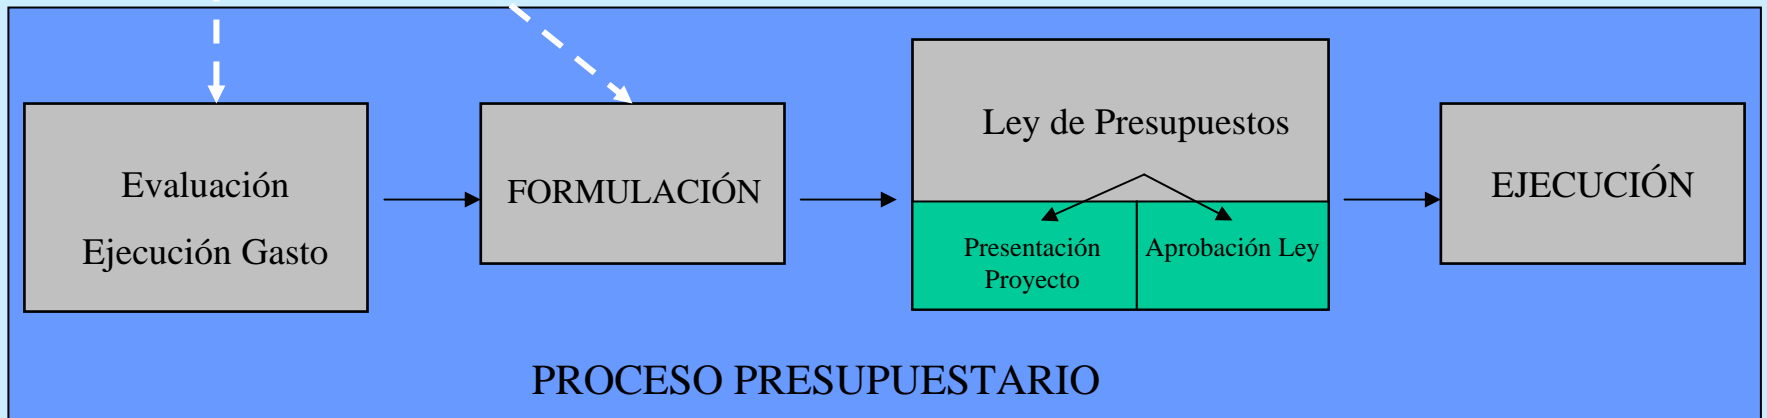 Evaluación
Ejecución Gasto
FORMULACIÓN
Ley de Presupuestos
Presentación
Proyecto
Aprobación Ley
EJECUCIÓN
PROCESO PRESUPUESTARIO